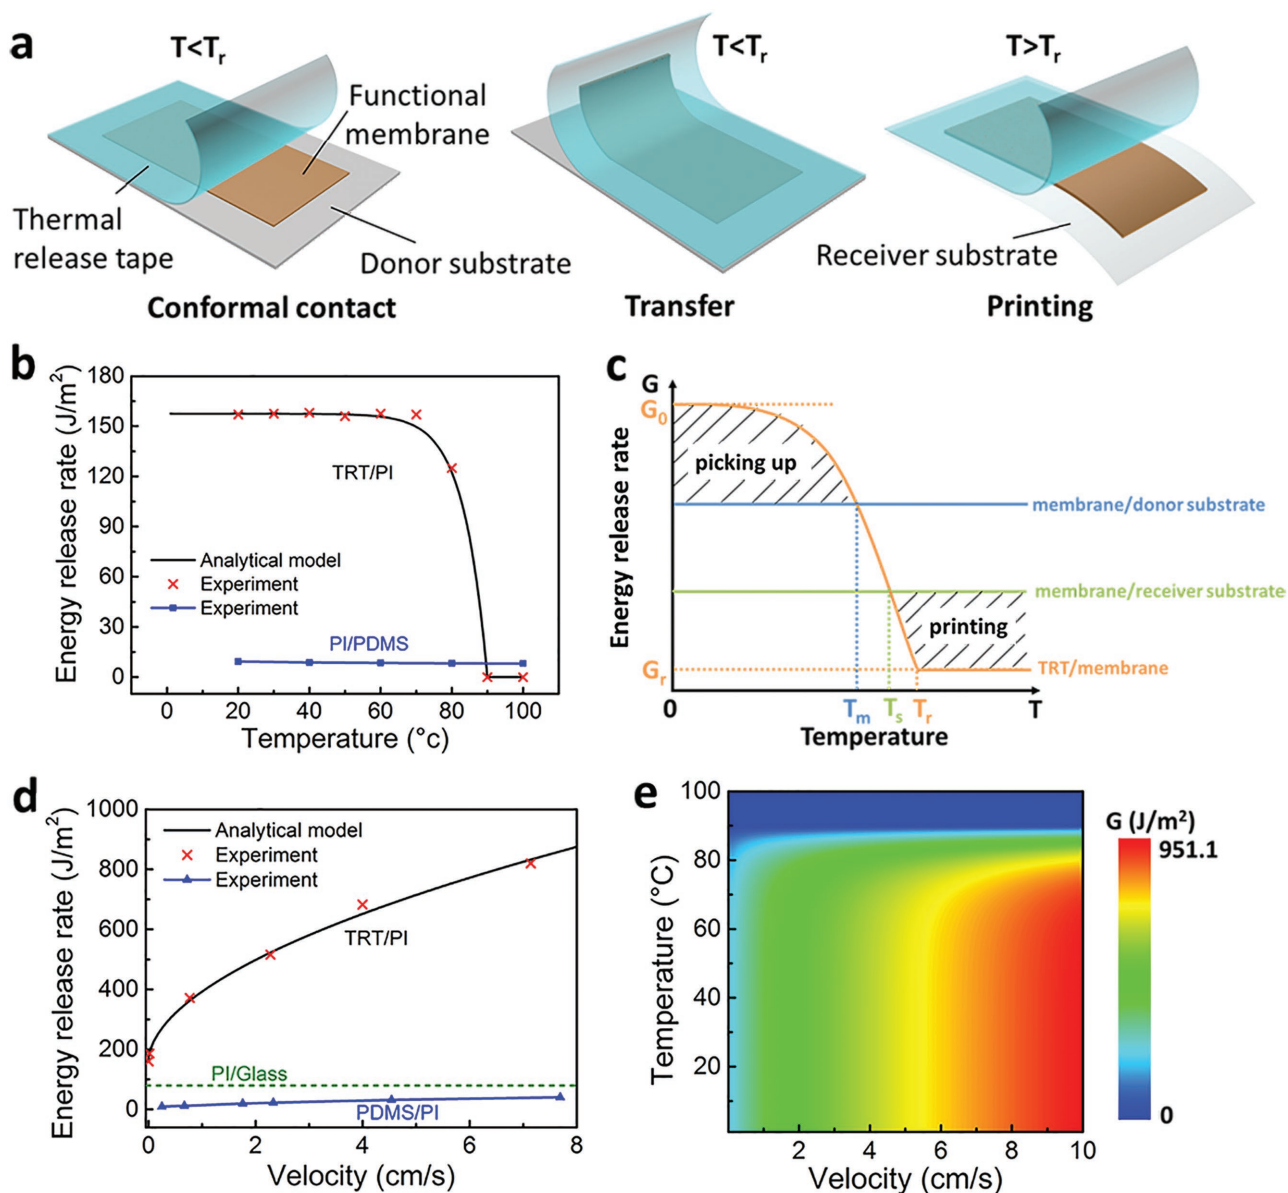 a
T<Tr
T<Tr
T>Tr
Functional
membrane
Thermal
release tape
Donor substrate
Receiver substrate
Conformal contact
Transfer
Printing
b
Energy release rate (J/m²)
180
150
120
90
60
30
0
TRT/PI
Analytical model
Experiment
Experiment
PI/PDMS
0 20 40 60 80 100
Temperature (°c)
c
G
G0
Energy release rate
picking up
membrane/donor substrate
membrane/receiver substrate
printing
Gr
TRT/membrane
0
Tm
Ts
Tr
T
Temperature
d
Energy release rate (J/m²)
1000
800
600
400
200
0
Analytical model
Experiment
Experiment
TRT/PI
PI/Glass
PDMS/PI
0 2 4 6 8
Velocity (cm/s)
e
Temperature (°C)
100
80
60
40
20
2 4 6 8 10
Velocity (cm/s)
G (J/m²)
951.1
0